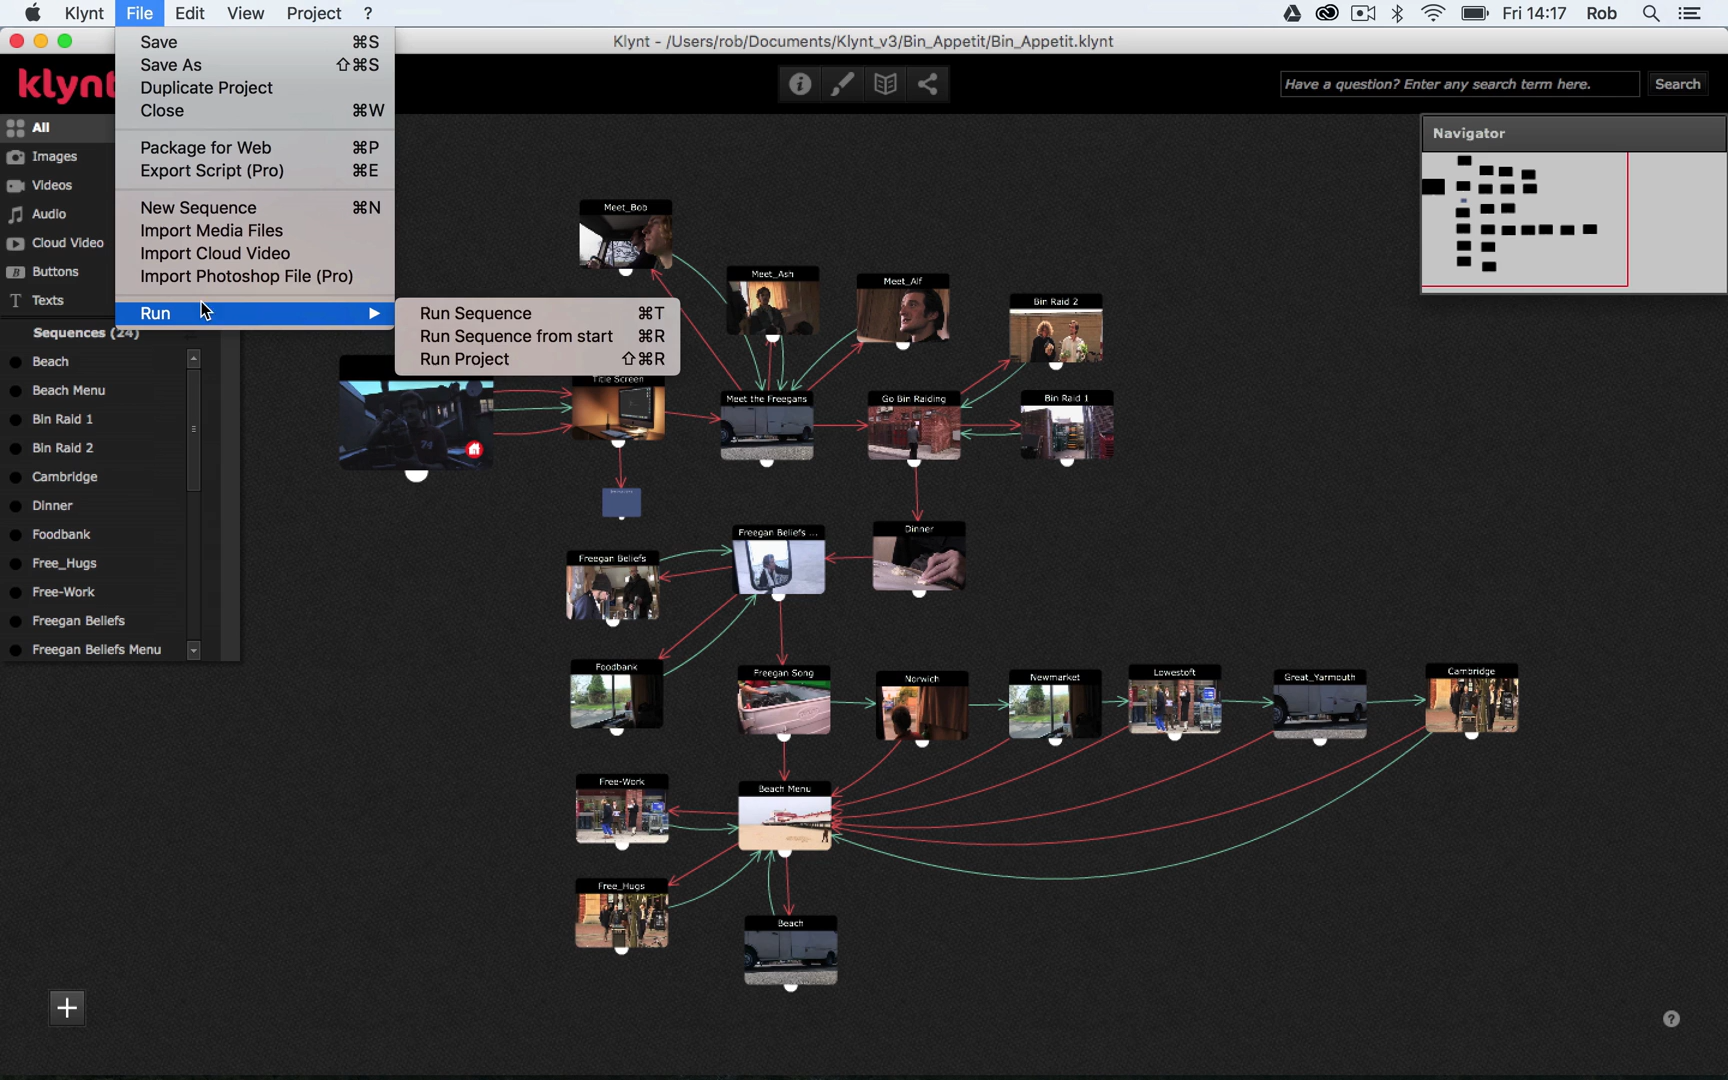 Klynt File Edit View Project ? Fri 14:17 Rob
Klynt - /Users/rob/Documents/Klynt_v3/Bin_Appetit/Bin_Appetit.klynt
klynt
Have a question? Enter any search term here. Search
Save ⌘S
Save As ⇧⌘S
Duplicate Project
Close ⌘W
Package for Web ⌘P
Export Script (Pro) ⌘E
New Sequence ⌘N
Import Media Files
Import Cloud Video
Import Photoshop File (Pro)
Run
Run Sequence ⌘T
Run Sequence from start ⌘R
Run Project ⇧⌘R
All
Images
Videos
Audio
Cloud Video
Buttons
Texts
Sequences (24)
Beach
Beach Menu
Bin Raid 1
Bin Raid 2
Cambridge
Dinner
Foodbank
Free_Hugs
Free-Work
Freegan Beliefs
Freegan Beliefs Menu
Navigator
Meet_Bob
Meet_Ash
Meet_Alf
Bin Raid 2
Title Screen
Meet the Freegans
Go Bin Raiding
Bin Raid 1
Freegan Beliefs
Freegan Beliefs ...
Dinner
Foodbank
Freegan Song
Norwich
Newmarket
Lowestoft
Great_Yarmouth
Cambridge
Free-Work
Beach Menu
Free_Hugs
Beach
+
?